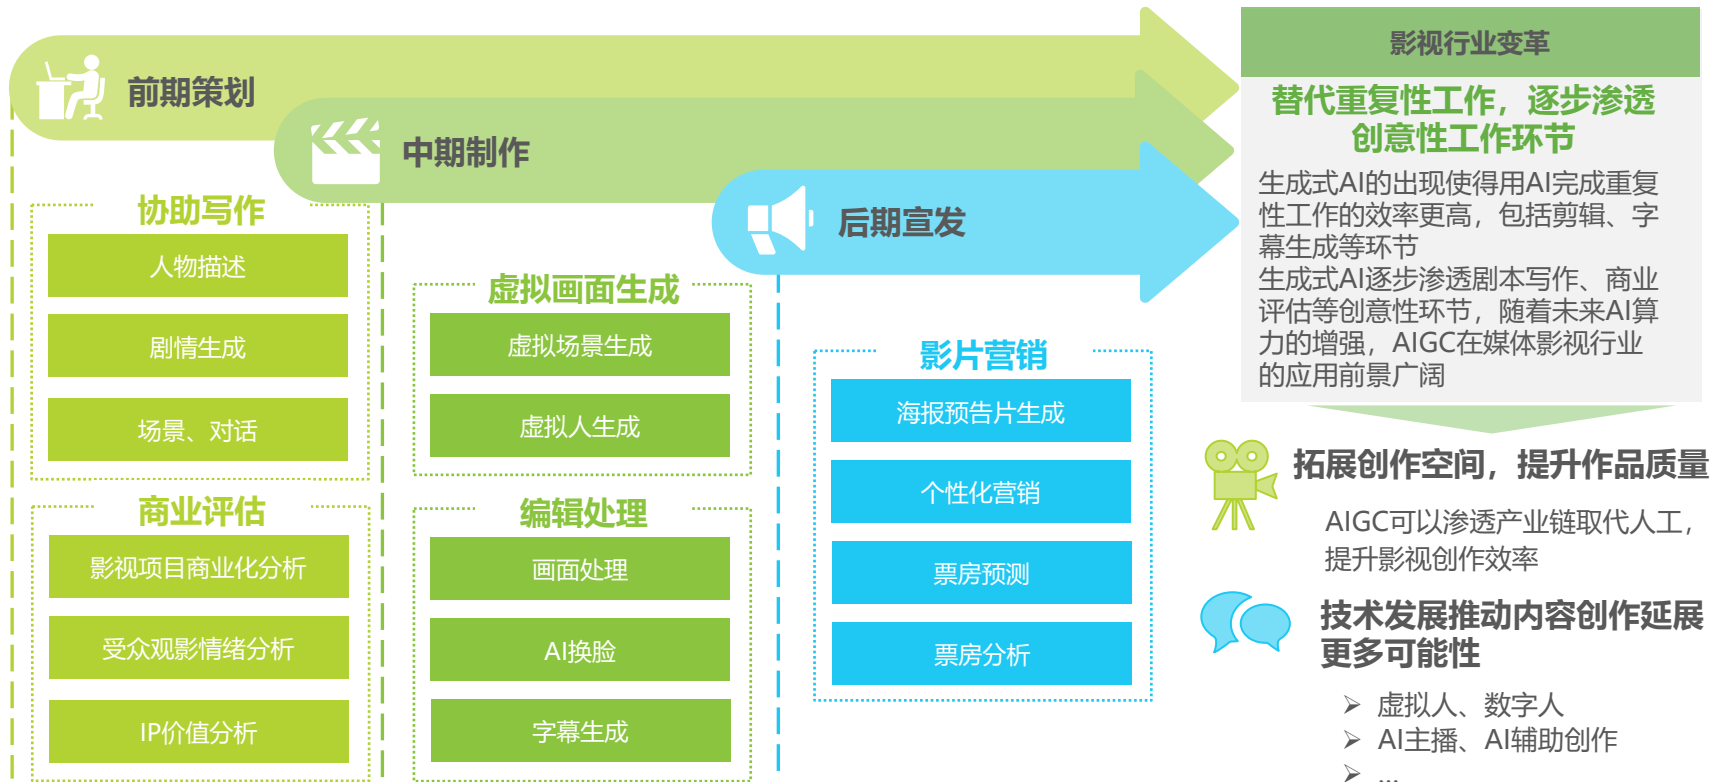 前期策划
中期制作
后期宣发
协助写作
人物描述
剧情生成
场景、对话
商业评估
影视项目商业化分析
受众观影情绪分析
IP价值分析
虚拟画面生成
虚拟场景生成
虚拟人生成
编辑处理
画面处理
AI换脸
字幕生成
影片营销
海报预告片生成
个性化营销
票房预测
票房分析
影视行业变革
替代重复性工作，逐步渗透
创意性工作环节
生成式AI的出现使得用AI完成重复
性工作的效率更高，包括剪辑、字
幕生成等环节
生成式AI逐步渗透剧本写作、商业
评估等创意性环节，随着未来AI算
力的增强，AIGC在媒体影视行业
的应用前景广阔
拓展创作空间，提升作品质量
AIGC可以渗透产业链取代人工，
提升影视创作效率
技术发展推动内容创作延展
更多可能性
➢ 虚拟人、数字人
➢ AI主播、AI辅助创作
➢ ...